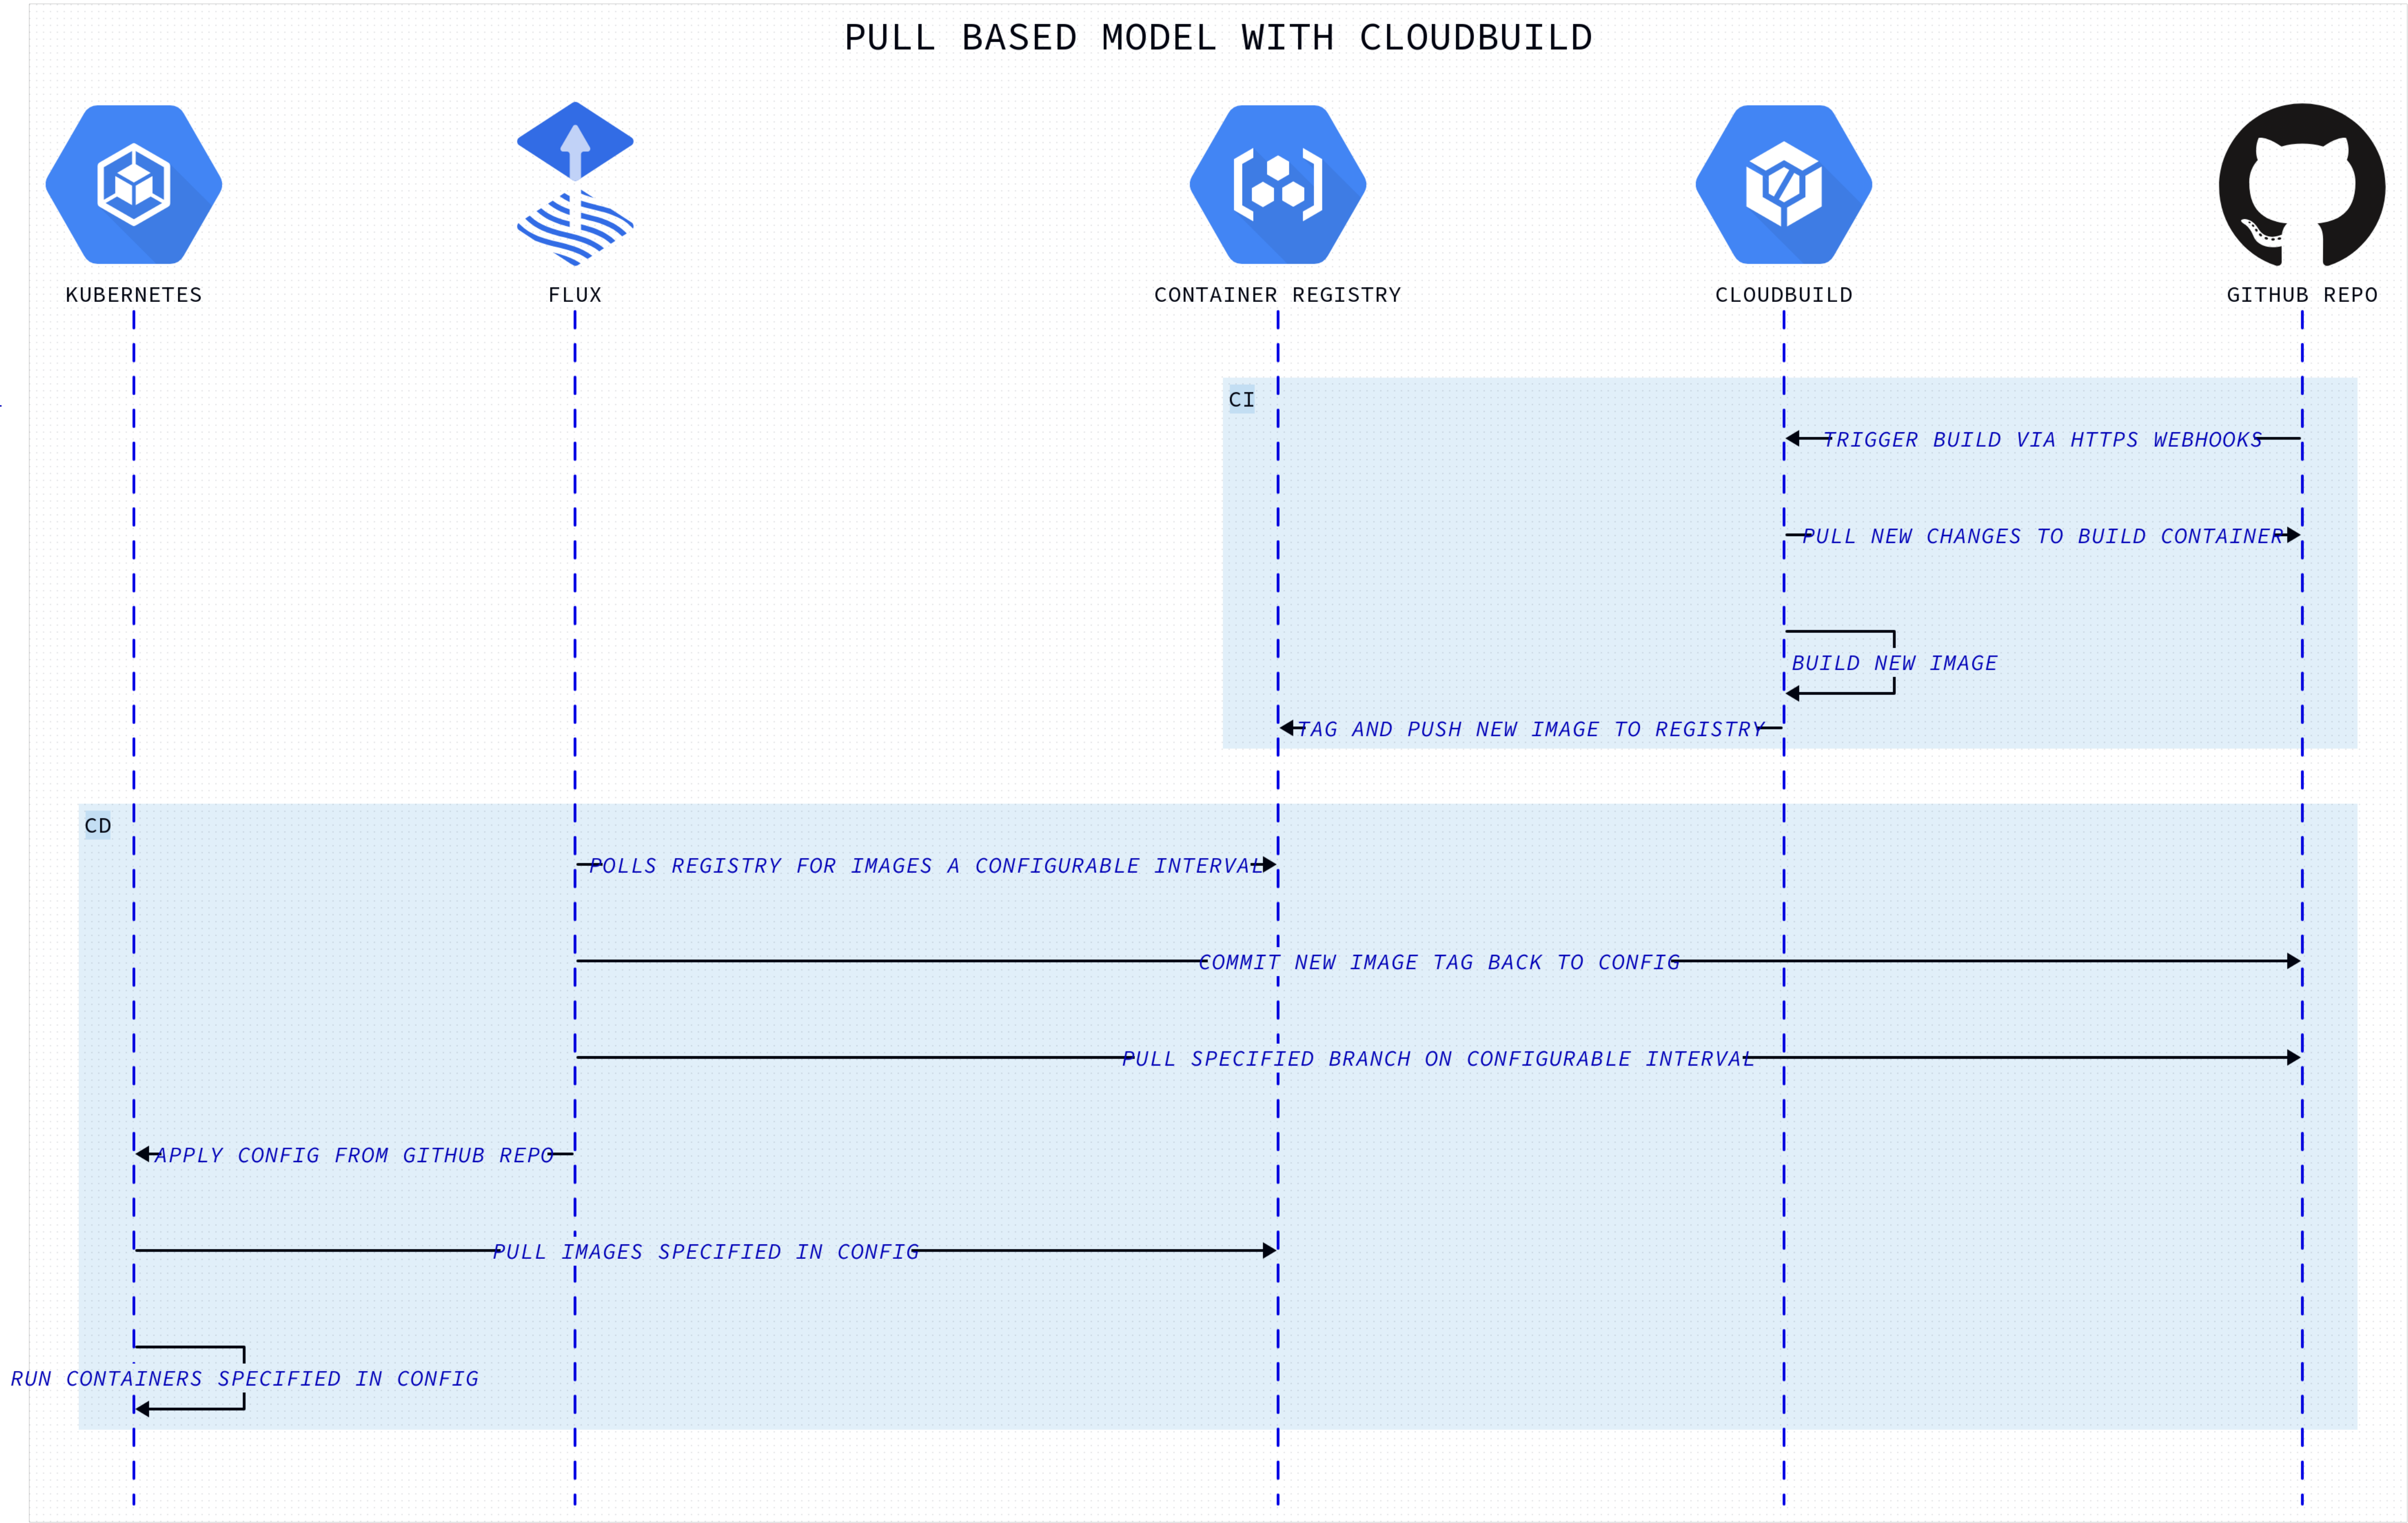 PULL BASED MODEL WITH CLOUDBUILD
KUBERNETES
FLUX
CONTAINER REGISTRY
CLOUDBUILD
GITHUB REPO
CI
TRIGGER BUILD VIA HTTPS WEBHOOKS
PULL NEW CHANGES TO BUILD CONTAINER
BUILD NEW IMAGE
TAG AND PUSH NEW IMAGE TO REGISTRY
CD
POLLS REGISTRY FOR IMAGES A CONFIGURABLE INTERVAL
COMMIT NEW IMAGE TAG BACK TO CONFIG
PULL SPECIFIED BRANCH ON CONFIGURABLE INTERVAL
APPLY CONFIG FROM GITHUB REPO
PULL IMAGES SPECIFIED IN CONFIG
RUN CONTAINERS SPECIFIED IN CONFIG